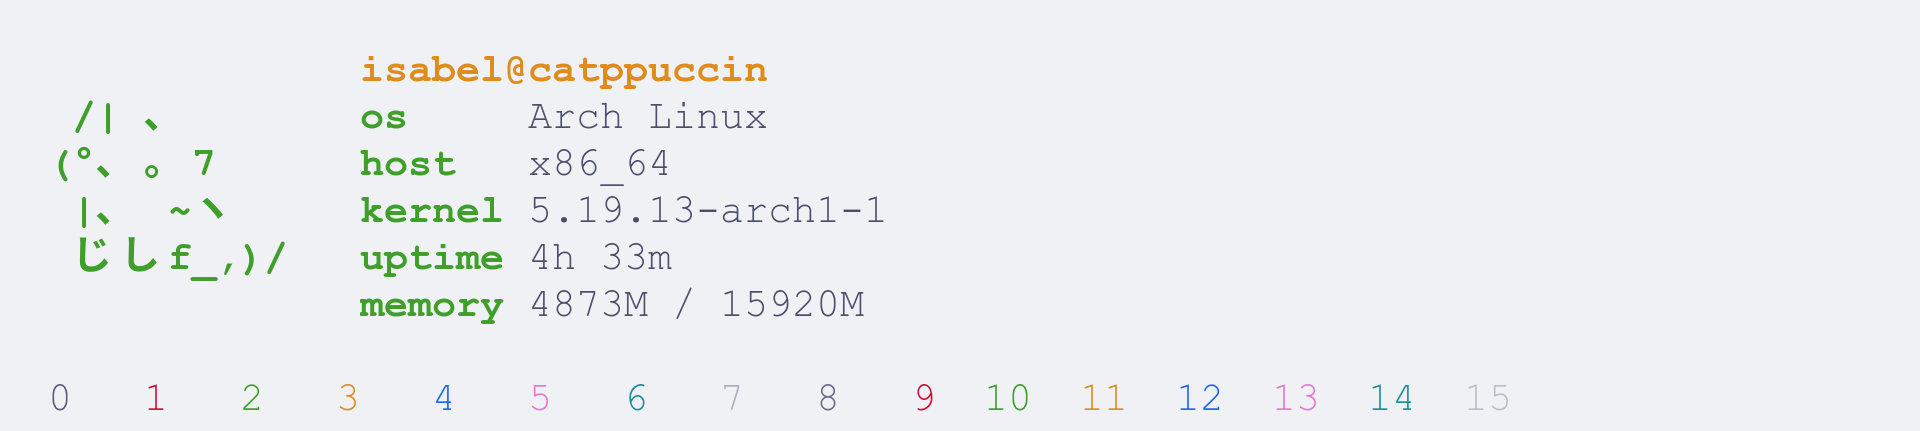 isabel@catppuccin
/| 、 os Arch Linux
(°、 。 7 host x86_64
|、 ~ヽ kernel 5.19.13-arch1-1
じしf_,)/ uptime 4h 33m
memory 4873M / 15920M
0 1 2 3 4 5 6 7 8 9 10 11 12 13 14 15